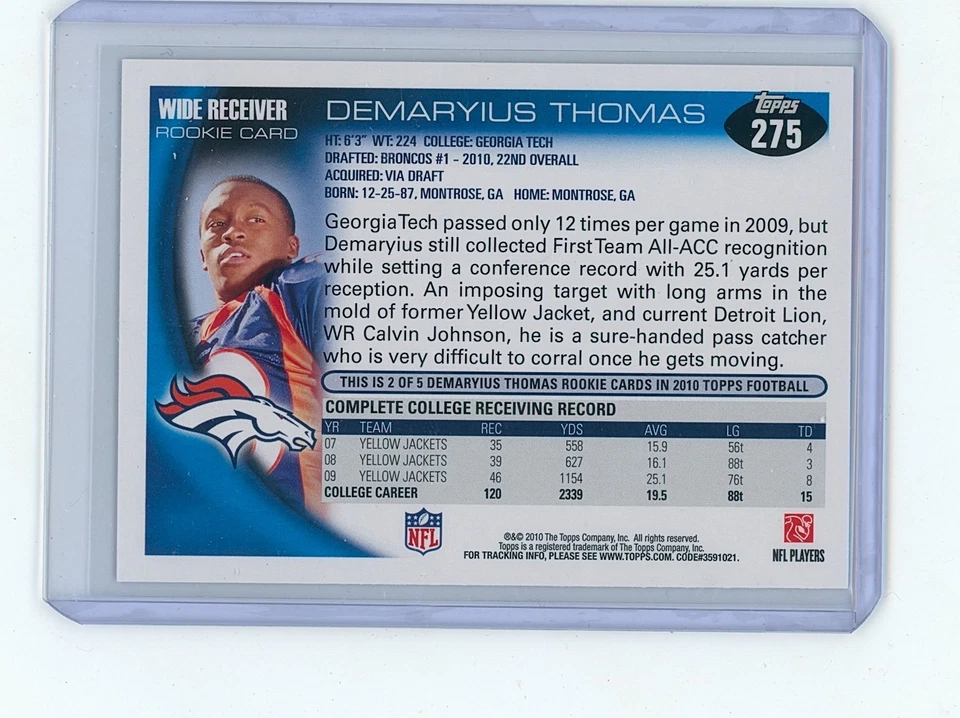 WIDE RECEIVER
ROOKIE CARD
DEMARYIUS THOMAS
Topps
275
HT: 6'3" WT: 224 COLLEGE: GEORGIA TECH
DRAFTED: BRONCOS #1 - 2010, 22ND OVERALL
ACQUIRED: VIA DRAFT
BORN: 12-25-87, MONTROSE, GA HOME: MONTROSE, GA
Georgia Tech passed only 12 times per game in 2009, but
Demaryius still collected First Team All-ACC recognition
while setting a conference record with 25.1 yards per
reception. An imposing target with long arms in the
mold of former Yellow Jacket, and current Detroit Lion,
WR Calvin Johnson, he is a sure-handed pass catcher
who is very difficult to corral once he gets moving.
THIS IS 2 OF 5 DEMARYIUS THOMAS ROOKIE CARDS IN 2010 TOPPS FOOTBALL
COMPLETE COLLEGE RECEIVING RECORD
YR TEAM REC YDS AVG LG TD
07 YELLOW JACKETS 35 558 15.9 56t 4
08 YELLOW JACKETS 39 627 16.1 88t 3
09 YELLOW JACKETS 46 1154 25.1 76t 8
COLLEGE CAREER 120 2339 19.5 88t 15
NFL
®&© 2010 The Topps Company, Inc. All rights reserved.
Topps is a registered trademark of The Topps Company, Inc.
FOR TRACKING INFO, PLEASE SEE WWW.TOPPS.COM. CODE#3591021.
NFL PLAYERS